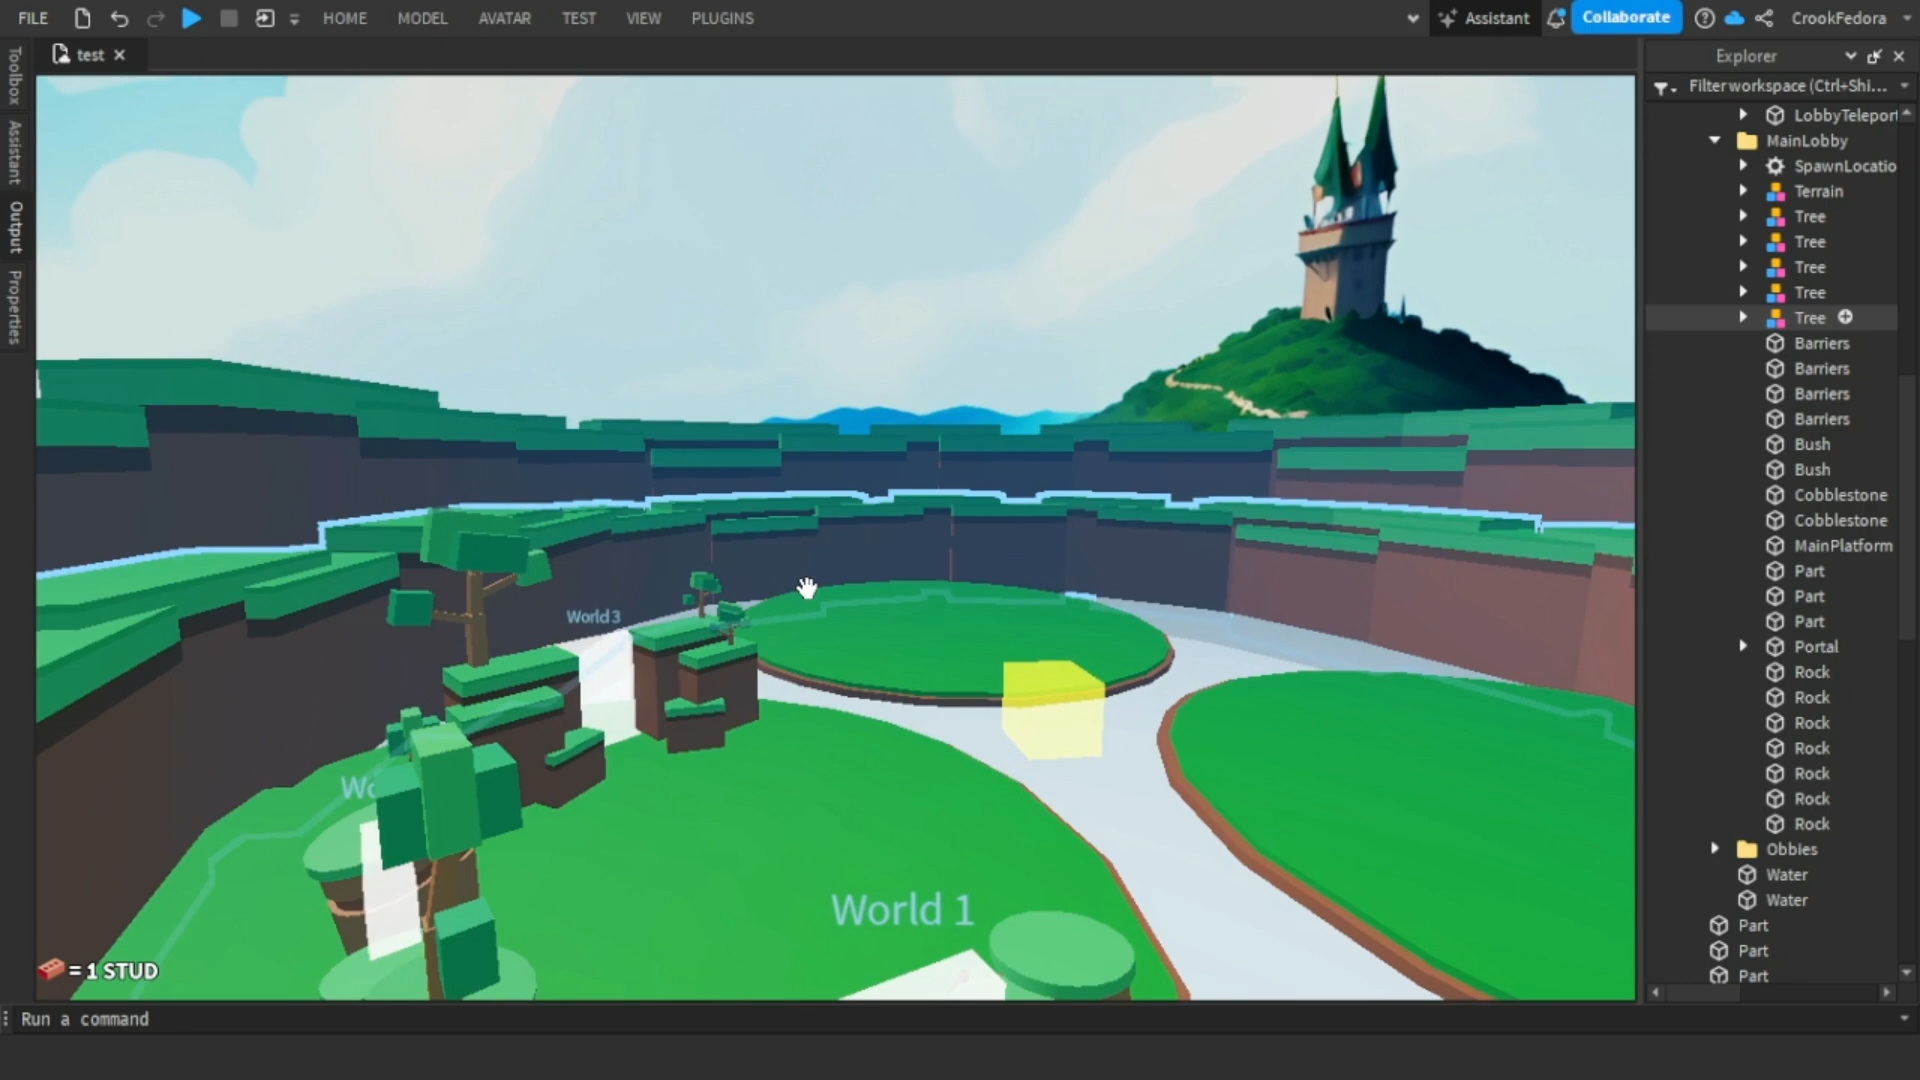 FILE
HOME
MODEL
AVATAR
TEST
VIEW
PLUGINS
Assistant
Collaborate
CrookFedora
test
Toolbox
Assistant
Output
Properties
World 3
Wo
World 1
= 1 STUD
Explorer
Filter workspace (Ctrl+Shi...
LobbyTeleport
MainLobby
SpawnLocatio
Terrain
Tree
Tree
Tree
Tree
Tree
Barriers
Barriers
Barriers
Barriers
Bush
Bush
Cobblestone
Cobblestone
MainPlatform
Part
Part
Part
Portal
Rock
Rock
Rock
Rock
Rock
Rock
Rock
Obbies
Water
Water
Part
Part
Part
Run a command